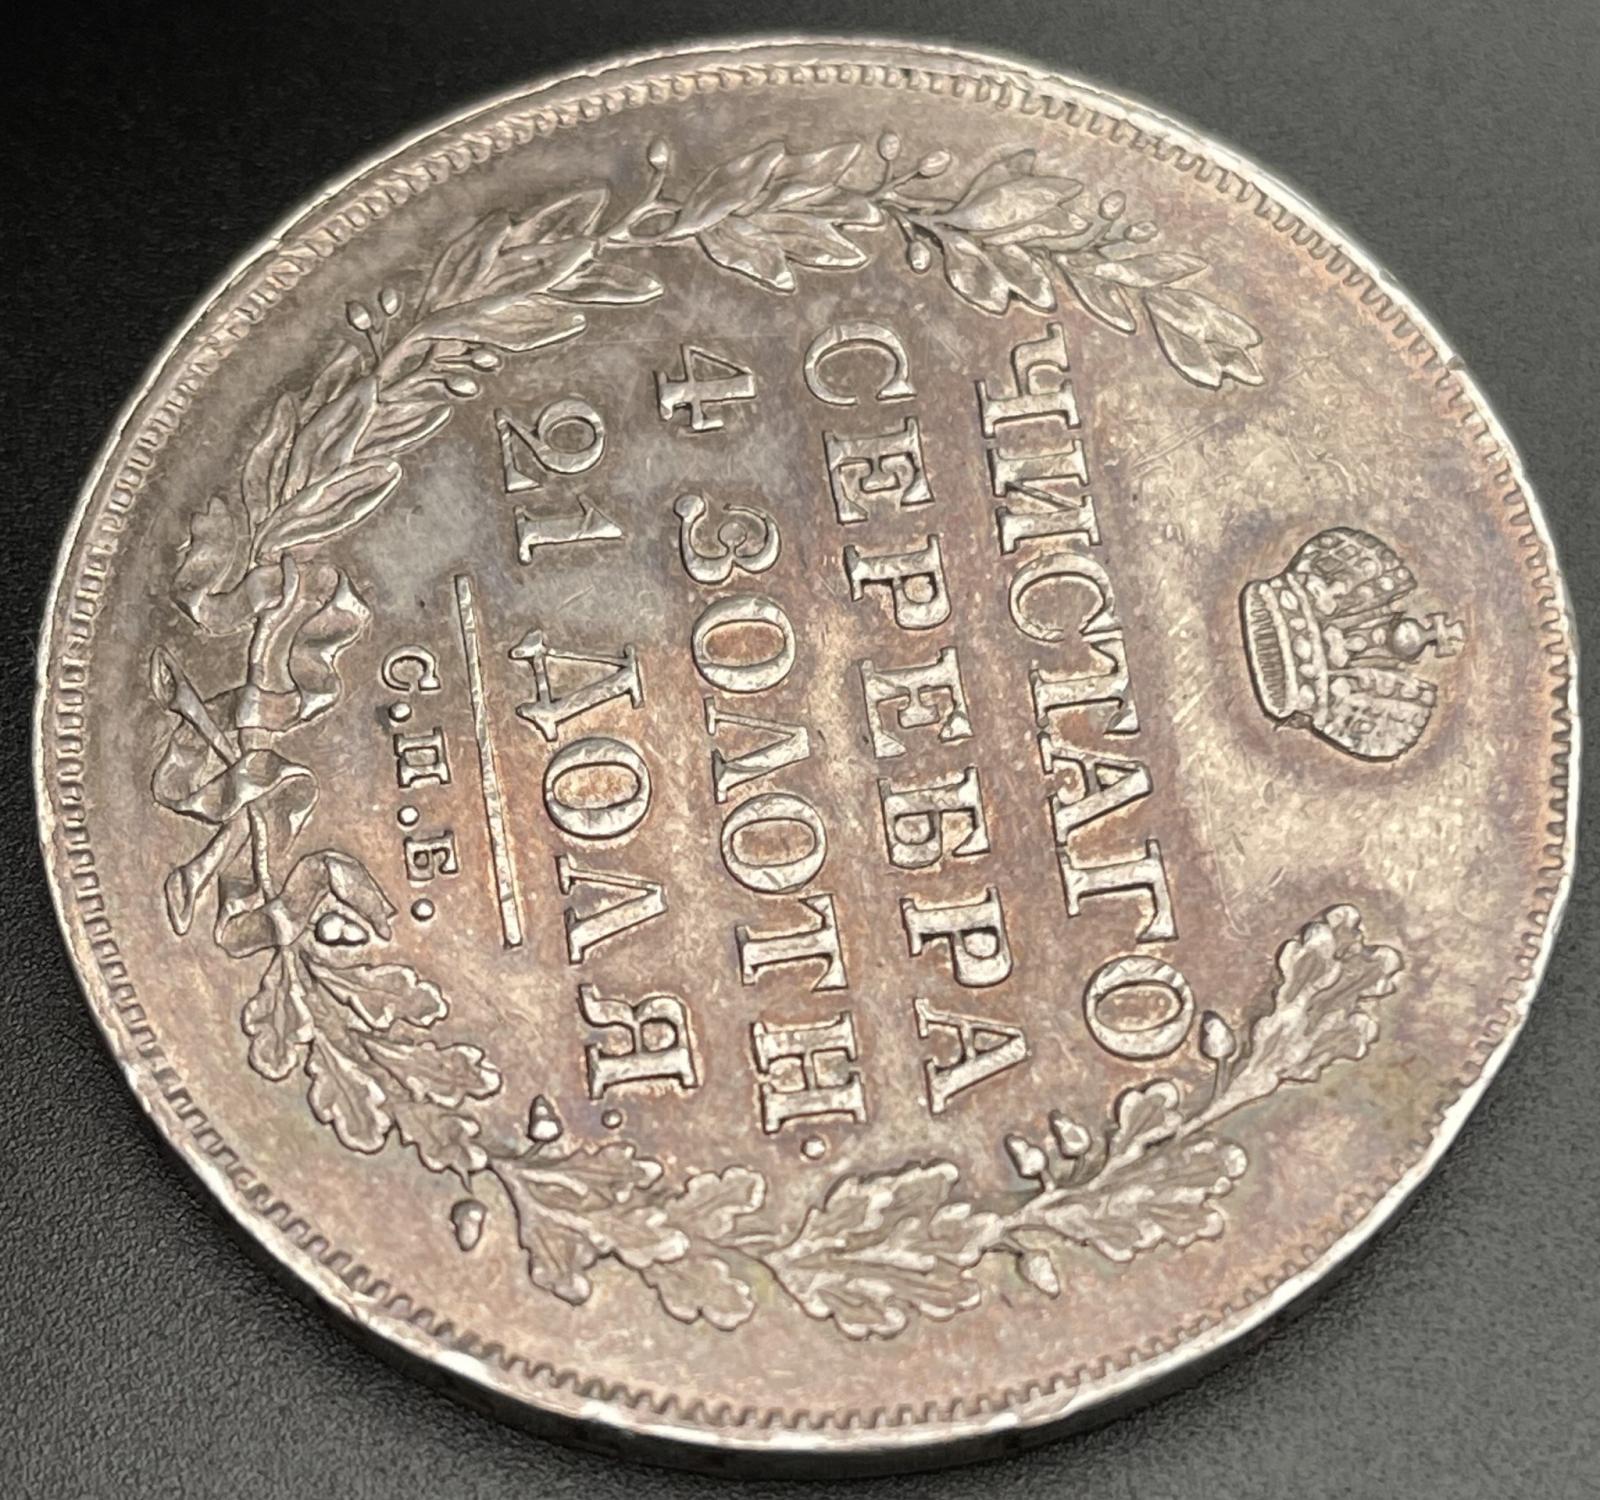 ЧИСТАГО
СЕРЕБРА
4 ЗОЛОТН.
21 ДОЛЯ.
С.П.Б.